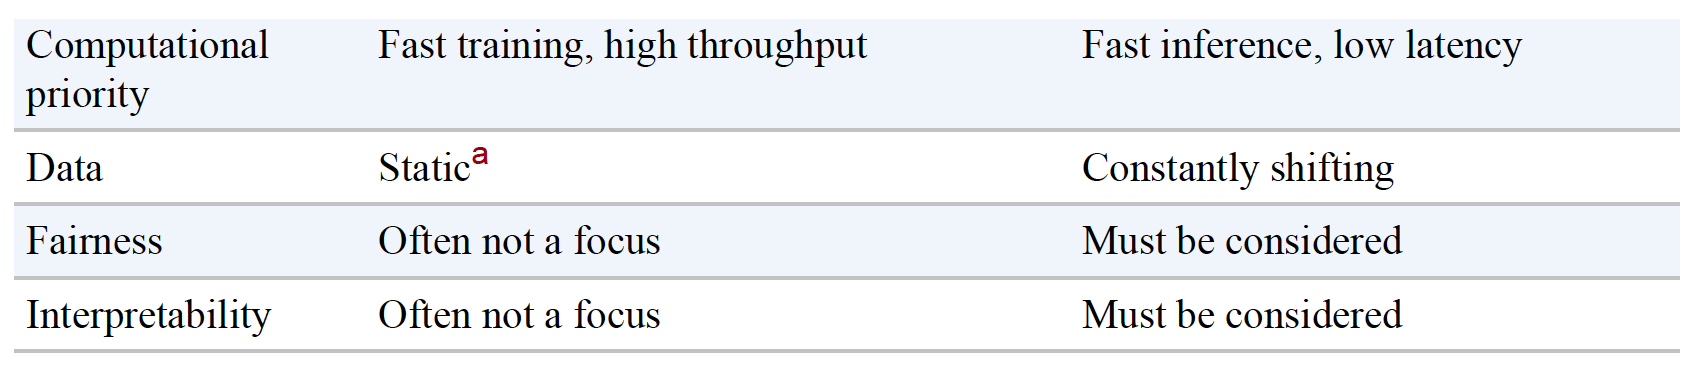 Computational Fast training, high throughput Fast inference, low latency
priority
Data Statica Constantly shifting
Fairness Often not a focus Must be considered
Interpretability Often not a focus Must be considered